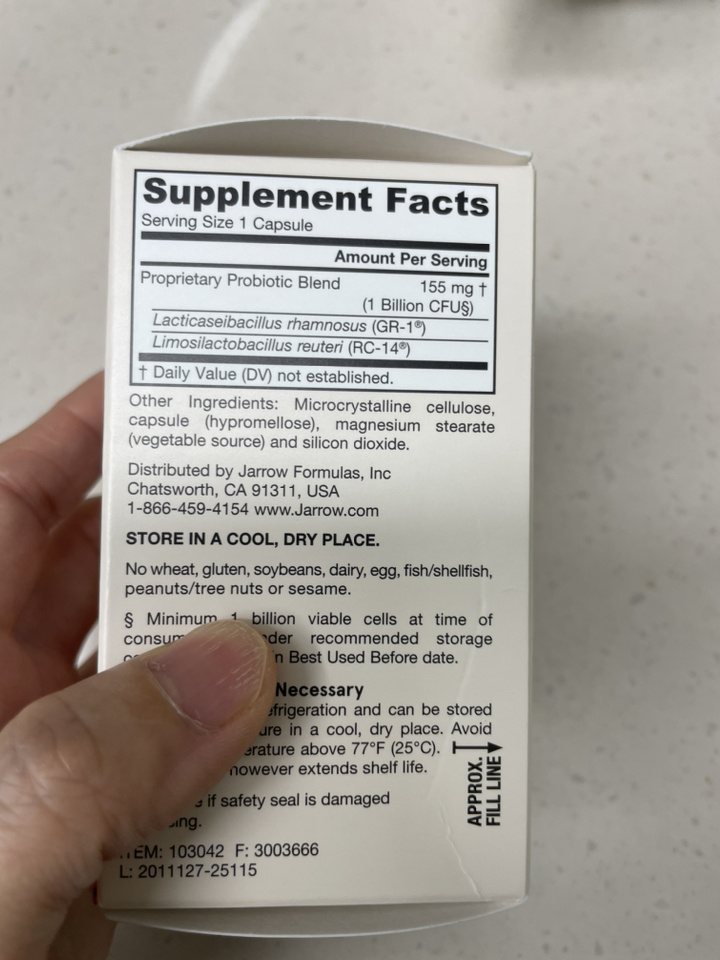 Supplement Facts
Serving Size 1 Capsule
Amount Per Serving
Proprietary Probiotic Blend 155 mg †
(1 Billion CFU§)
Lacticaseibacillus rhamnosus (GR-1®)
Limosilactobacillus reuteri (RC-14®)
† Daily Value (DV) not established.
Other Ingredients: Microcrystalline cellulose,
capsule (hypromellose), magnesium stearate
(vegetable source) and silicon dioxide.
Distributed by Jarrow Formulas, Inc
Chatsworth, CA 91311, USA
1-866-459-4154 www.Jarrow.com
STORE IN A COOL, DRY PLACE.
No wheat, gluten, soybeans, dairy, egg, fish/shellfish,
peanuts/tree nuts or sesame.
§ Minimum 1 billion viable cells at time of
recommended storage
Best Used Before date.
Necessary
and can be stored
in a cool, dry place. Avoid
above 77°F (25°C).
however extends shelf life.
if safety seal is damaged
APPROX.
FILL LINE
ITEM: 103042 F: 3003666
L: 2011127-25115